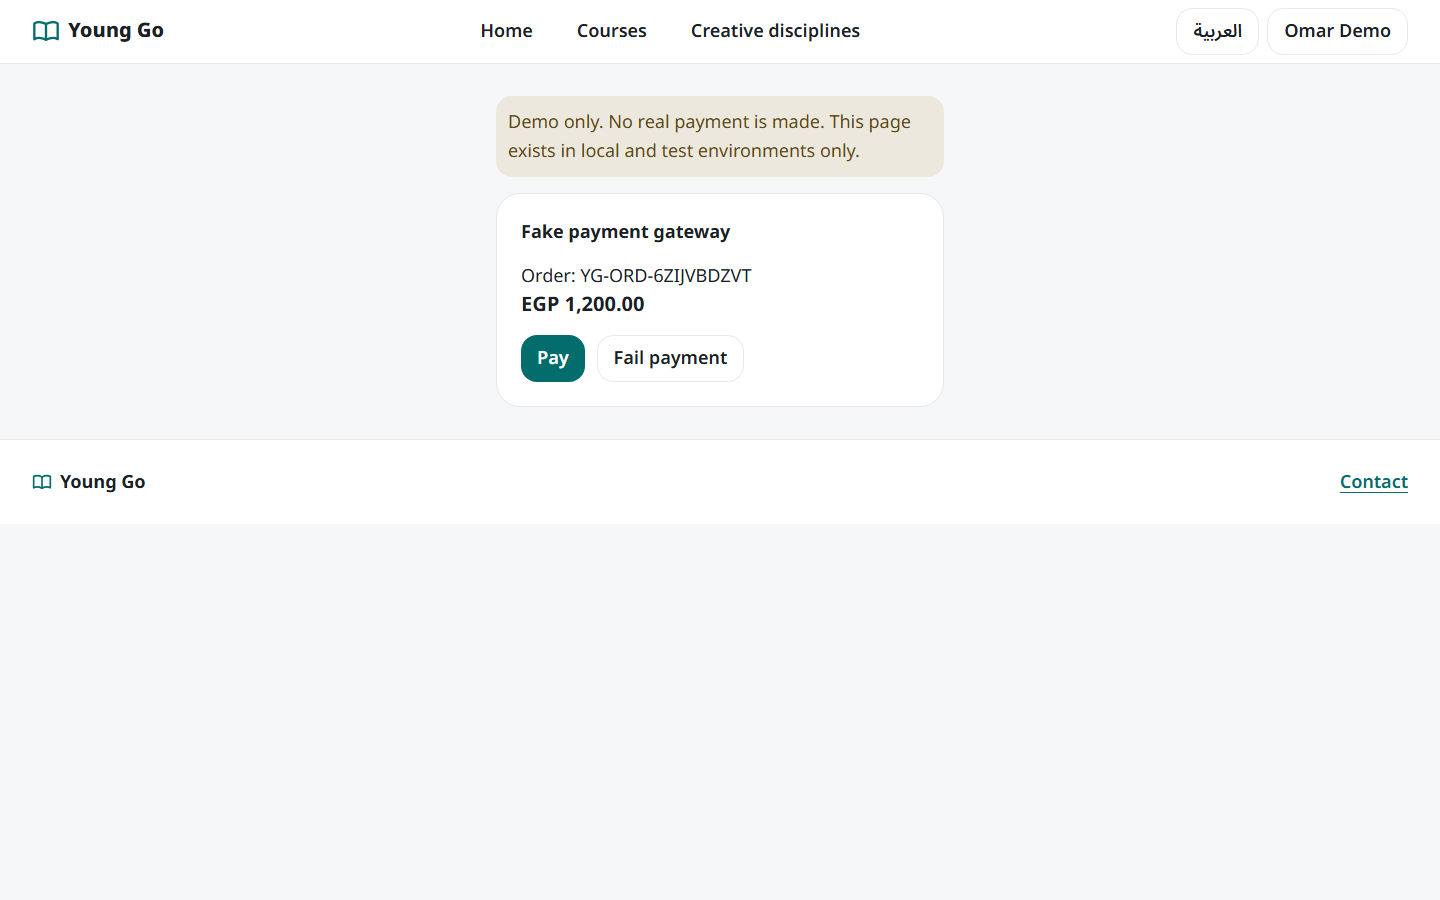 Young Go
Home
Courses
Creative disciplines
العربية
Omar Demo
Demo only. No real payment is made. This page
exists in local and test environments only.
Fake payment gateway
Order: YG-ORD-6ZIJVBDZVT
EGP 1,200.00
Pay
Fail payment
Young Go
Contact